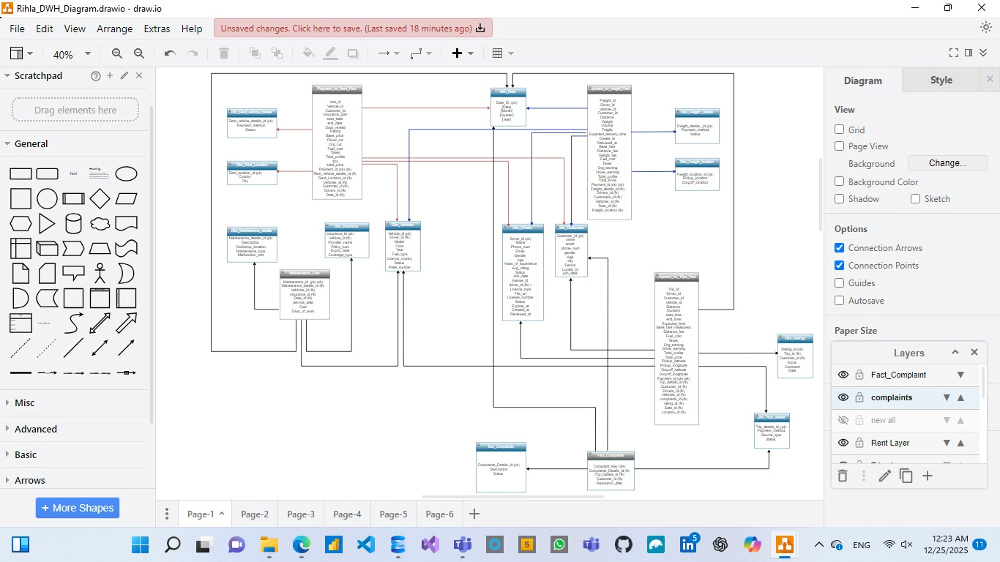 Rihla_DWH_Diagram.drawio - draw.io
File Edit View Arrange Extras Help Unsaved changes. Click here to save. (Last saved 18 minutes ago)
40%
Scratchpad
Drag elements here
General
Text
Heading
List Item
Misc
Advanced
Basic
Arrows
+ More Shapes
Payment_for_Rent_Fact
rent_id
Vehicle_id
Customer_id
insurance_plan
start_date
end_date
Days_rented
Rating
Base_price
Driver_cut
Org_cut
Fuel_cost
Taxes
Total_profite
tips
total_price
Payment_id (pk) (sk)
Rent_vehicle_details_id (fk)
Rent_Location_id (fk)
Vehicles_id (fk)
Customer_id (fk)
Drivers_id (fk)
Date_id (fk)
Rent_vehicle_details_id (pk)
Payment_method
Status
Dim_Rent_location
Rent_location_id (pk)
Country
City
Dim_Date
Date_ID (pk)
[Date]
[Month]
[Quarter]
[Year]
Freight_id
Driver_id
Vehicle_id
Customer_id
Distance
Weight
Volume
Fragile
Expected_delivery_time
Create_at
Delivered_at
Base_fare
Distance_fee
Weight_fee
Fuel_cost
Taxes
Org_earning
Driver_earning
Total_profite
Total_Price
Payment_id (sk) (pk)
Freight_details_id (fk)
Drivers_id (fk)
Customers_id (fk)
Vehicles_id (fk)
Date_id (fk)
Freight_location (fk)
Dim_Freight_Details
Freight_details_id (pk)
Payment_method
Status
Dim_Freight_location
Freight_location_id (pk)
Pickup_location
Dropoff_location
Dim_Maintenance_details
Maintenance_details_id (pk)
Description
Workshop_location
Maintenance_type
Malfunction_part
Dim_Insurance
Insurance_id (pk)
Vehicle_id (fk)
Provider_name
Policy_num
Expiry_date
Coverage_type
Dim_Vehicles
Vehicle_id (pk)
Driver_id (fk)
Model
Color
Year
Fuel_type
Licence_country
Status
Plate_number
Maintenance _Fact
Maintenance_id (pk) (sk)
Maintenance_details_id (fk)
Vehicles_id (fk)
Insurance_id (fk)
Date_id (fk)
Service_date
Cost
Days_of_work
Dim_Drivers
Driver_id (pk)
Name
Phone_num
Email
Gender
Age
Years_of_experience
Avg_rating
Status
Join_date
license_id
driver_id (fk) +
Licence_type
File_url
License_number
Status
Expires_at
Created_at
Reviewed_at
Dim_Customers
Customer_id (pk)
name
email
phone_num
gender
Age
city
Device
Loyalty_id
join_date
Payment_for_Trips_Fact
Trip_id
Driver_id
Customer_id
Vehicle_id
Distance
Duration
start_time
end_time
Expected_time
Base_fare (measures)
Distance_fee
Fuel_cost
Taxes
Org_earning
Driver_earning
Total_profite
Total_price
Pickup_latitude
Pickup_longitude
Dropoff_latitude
Dropoff_longtitude
Payment_id (pk) (sk)
Trip_details_id (fk)
Customer_id (fk)
Drivers_id (fk)
Vehicles_id (fk)
complaints_id (fk)
rating_id (fk)
Date_id (fk)
Location_id (fk)
Dim_Ratings
Rating_id (pk)
Trip_id (fk)
Customer_id (fk)
Score
Comment
Date
Dim_Trips_details
Trip_details_id_(pk)
Payment_method
Service_type
Status
Dim_Complaints
Complaints_Details_id (pk)
Description
Status
Fact_Complaints
Complaint_Key (SK)
Complaints_Details_id (fk)
Trip_Details_id (fk)
Customer_id (fk)
Resolution_date
Diagram Style
View
Grid
Page View
Background Change...
Background Color
Shadow Sketch
Options
Connection Arrows
Connection Points
Guides
Autosave
Paper Size
Layers
Fact_Complaint
complaints
new all
Rent Layer
Page-1 Page-2 Page-3 Page-4 Page-5 Page-6
5
5
ENG
12:23 AM
12/25/2025
11